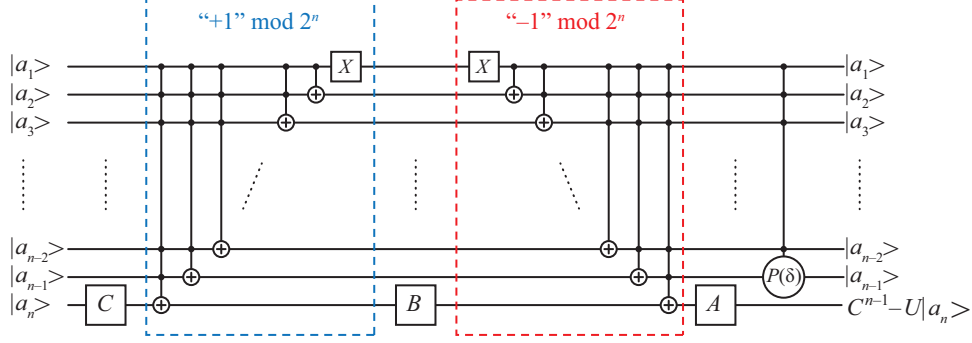 “+1” mod 2ⁿ “–1” mod 2ⁿ
|a₁> X X |a₁>
|a₂> |a₂>
|a₃> |a₃>
|aₙ₋₂> |aₙ₋₂>
|aₙ₋₁> P(δ) |aₙ₋₁>
|aₙ> C B A Cⁿ⁻¹–U|aₙ>